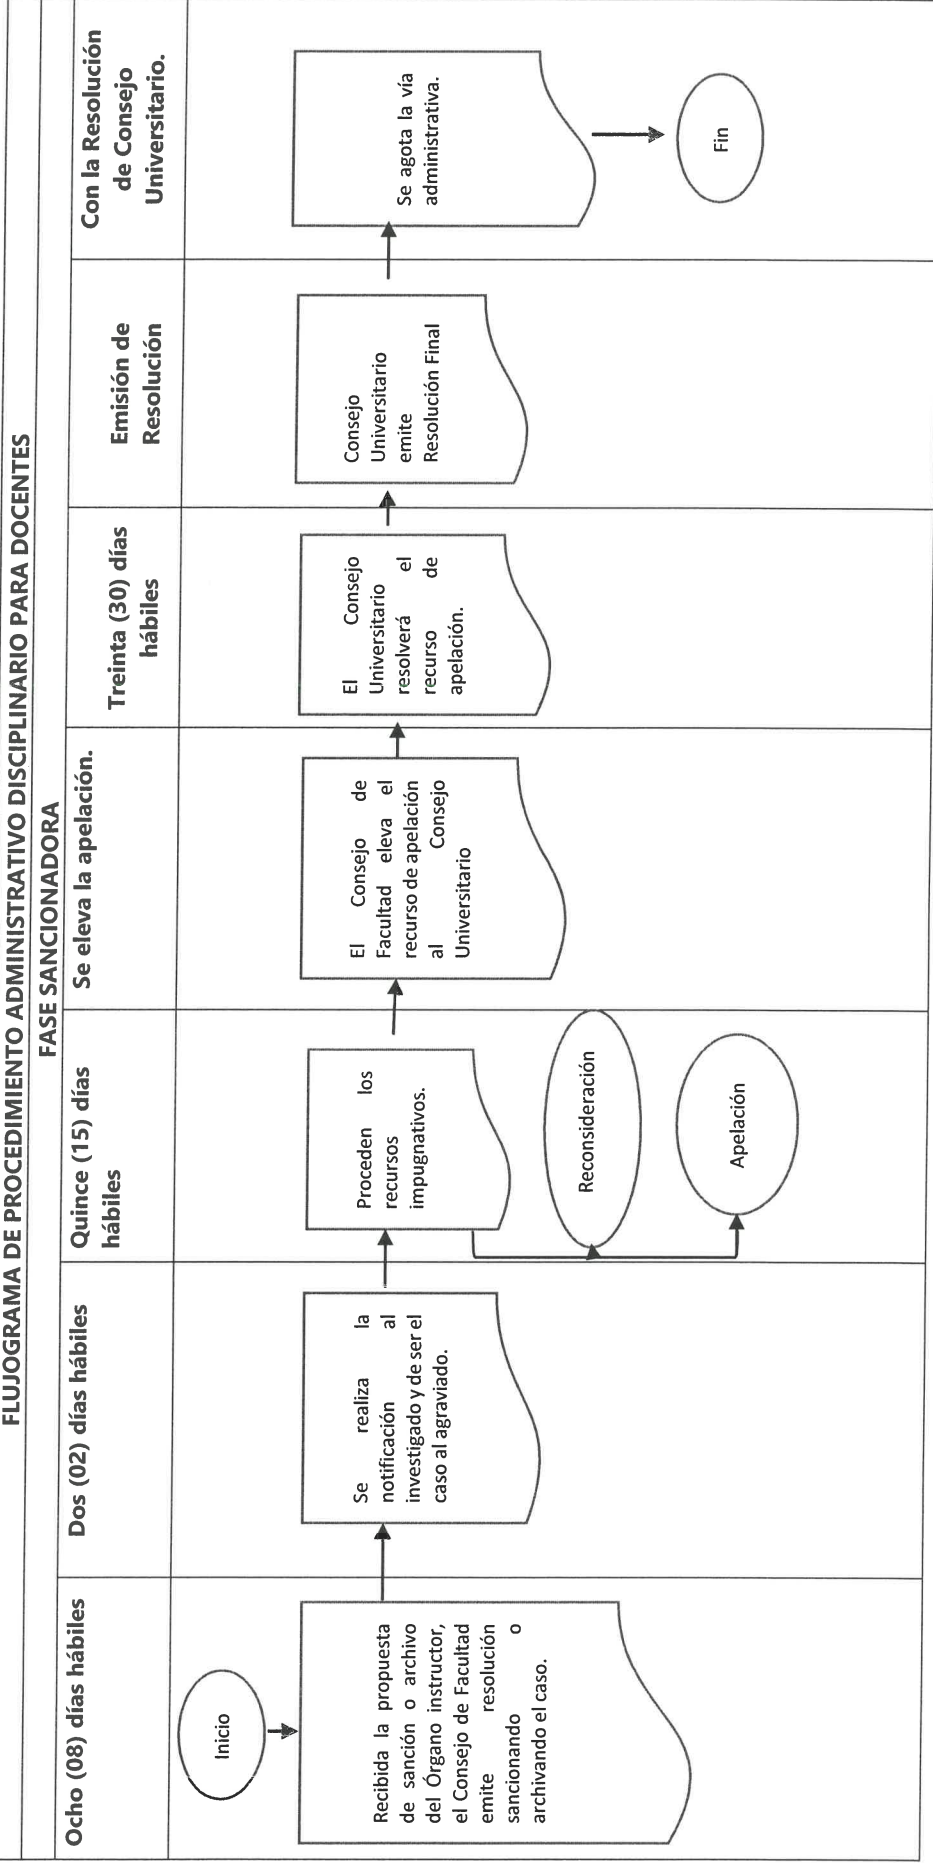 FLUJOGRAMA DE PROCEDIMIENTO ADMINISTRATIVO DISCIPLINARIO PARA DOCENTES
FASE SANCIONADORA
Ocho (08) días hábiles
Dos (02) días hábiles
Quince (15) días
hábiles
Se eleva la apelación.
Treinta (30) días
hábiles
Emisión de
Resolución
Con la Resolución
de Consejo
Universitario.
Inicio
Recibida la propuesta
de sanción o archivo
del Órgano instructor,
el Consejo de Facultad
emite resolución
sancionando o
archivando el caso.
Se realiza la
notificación al
investigado y de ser el
caso al agraviado.
Proceden los
recursos
impugnativos.
Reconsideración
Apelación
El Consejo de
Facultad eleva el
recurso de apelación
al Consejo
Universitario
El Consejo
Universitario
resolverá el
recurso de
apelación.
Consejo
Universitario
emite
Resolución Final
Se agota la vía
administrativa.
Fin